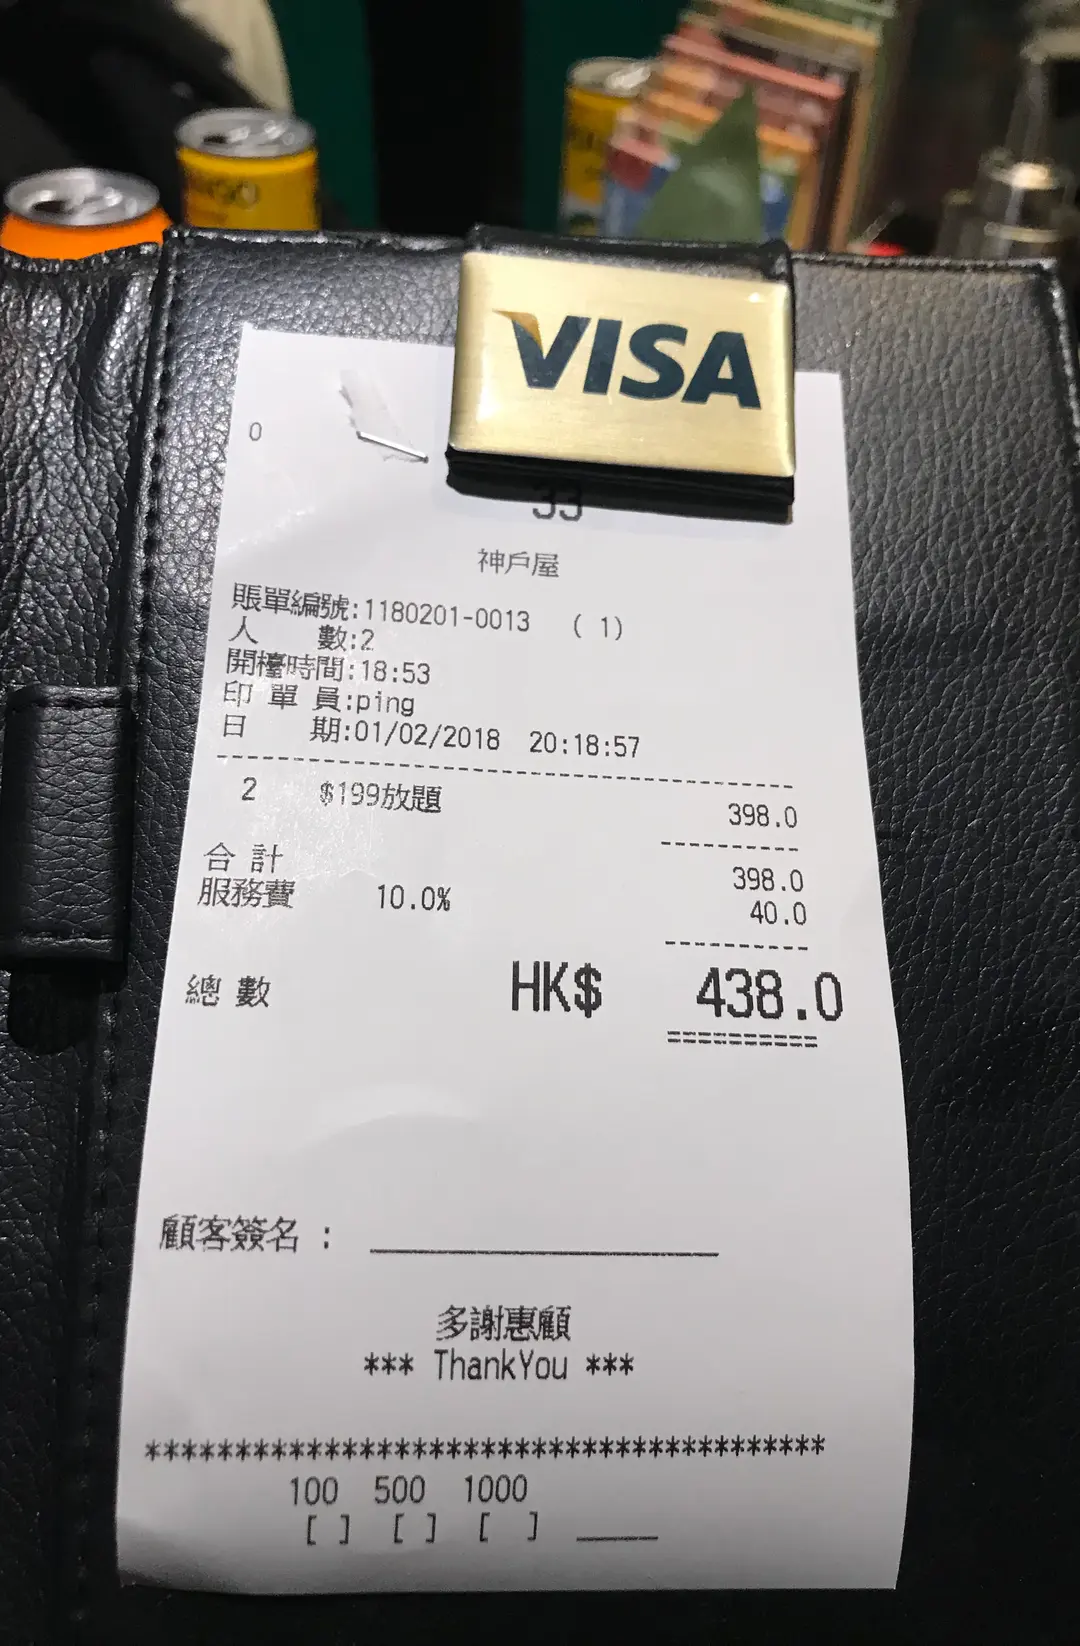 VISA
0
33
神戶屋
賬單編號:1180201-0013 ( 1)
人 數:2
開檯時間:18:53
印 單 員:ping
日 期:01/02/2018 20:18:57
2 $199放題 398.0
合 計 398.0
服務費 10.0% 40.0
總 數 HK$ 438.0
顧客簽名 :
多謝惠顧
*** ThankYou ***
****************************************
100 500 1000
[ ] [ ] [ ] ____